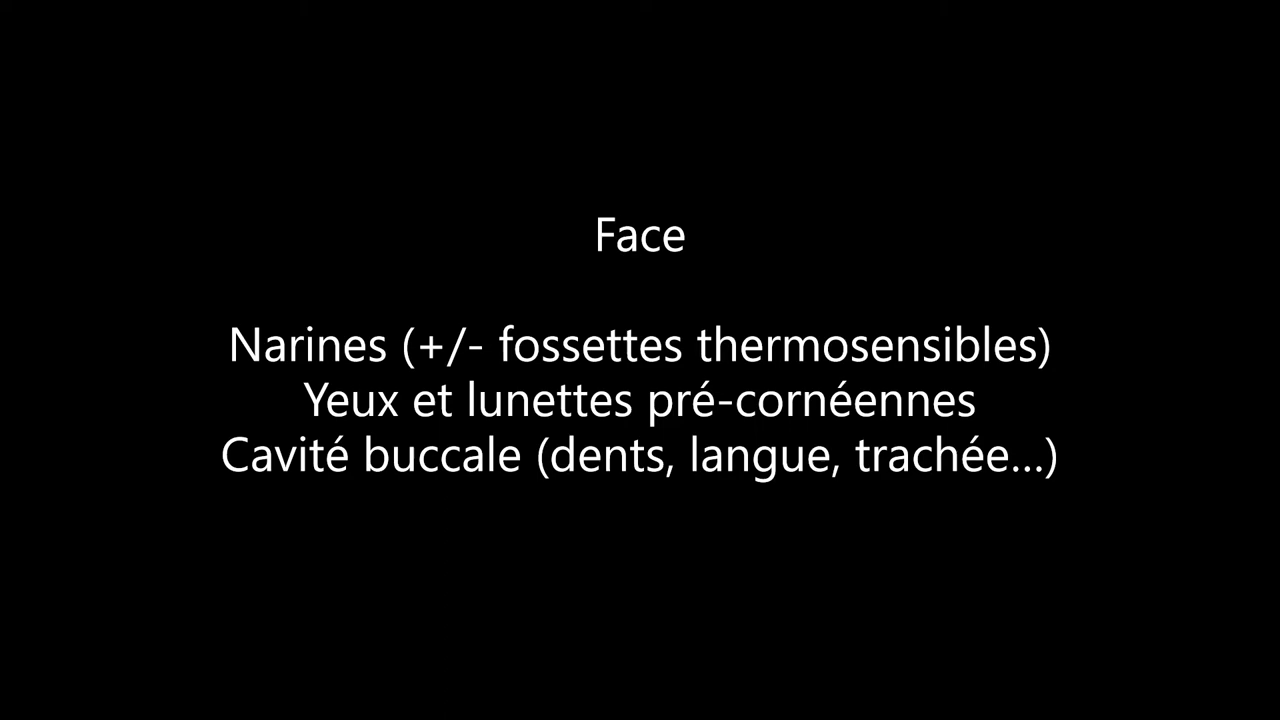 Face
Narines (+/- fossettes thermosensibles)
Yeux et lunettes pré-cornéennes
Cavité buccale (dents, langue, trachée...)